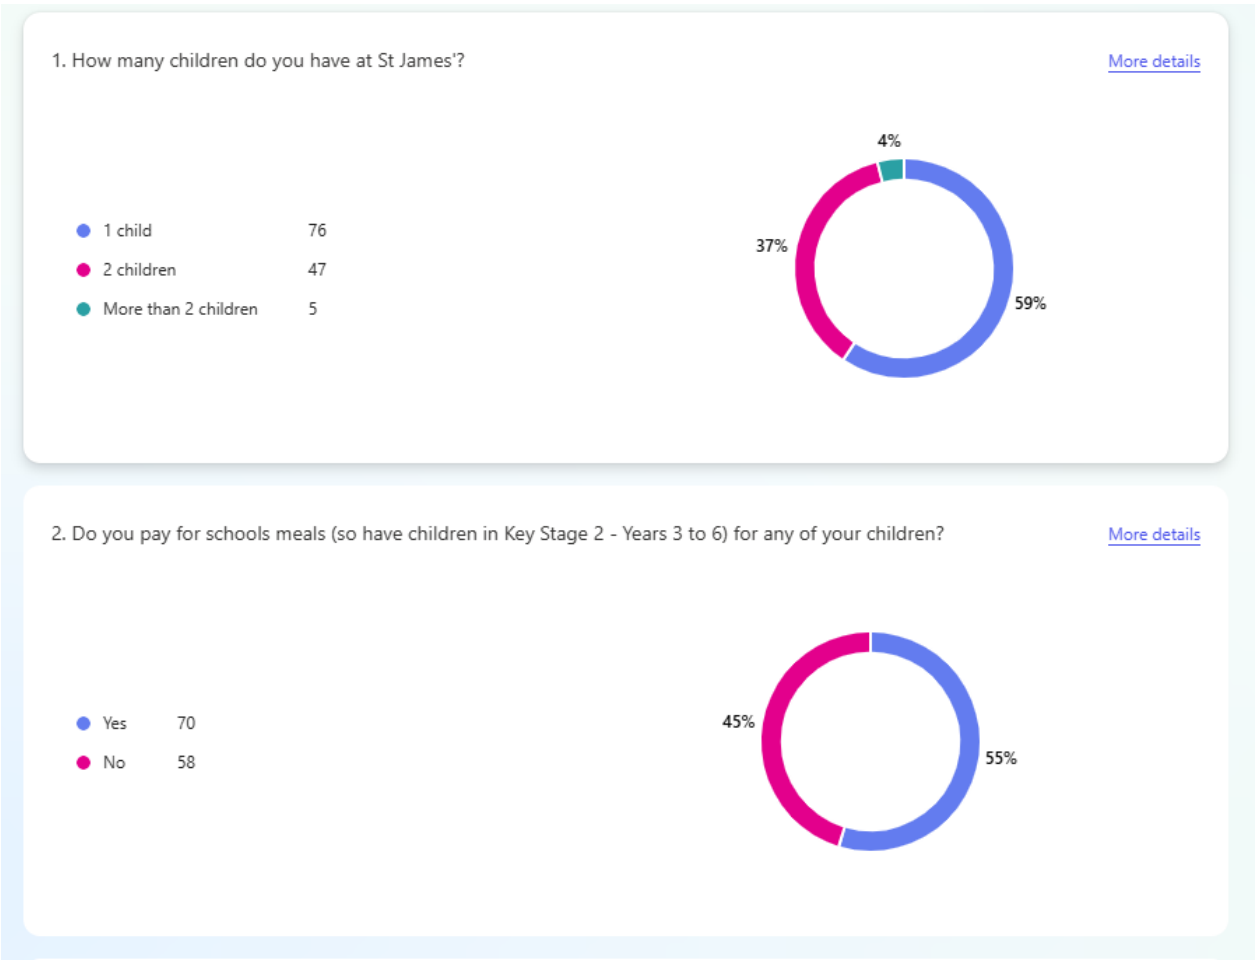 1. How many children do you have at St James'?
More details
4%
37%
59%
1 child 76
2 children 47
More than 2 children 5
2. Do you pay for schools meals (so have children in Key Stage 2 - Years 3 to 6) for any of your children?
More details
45%
55%
Yes 70
No 58